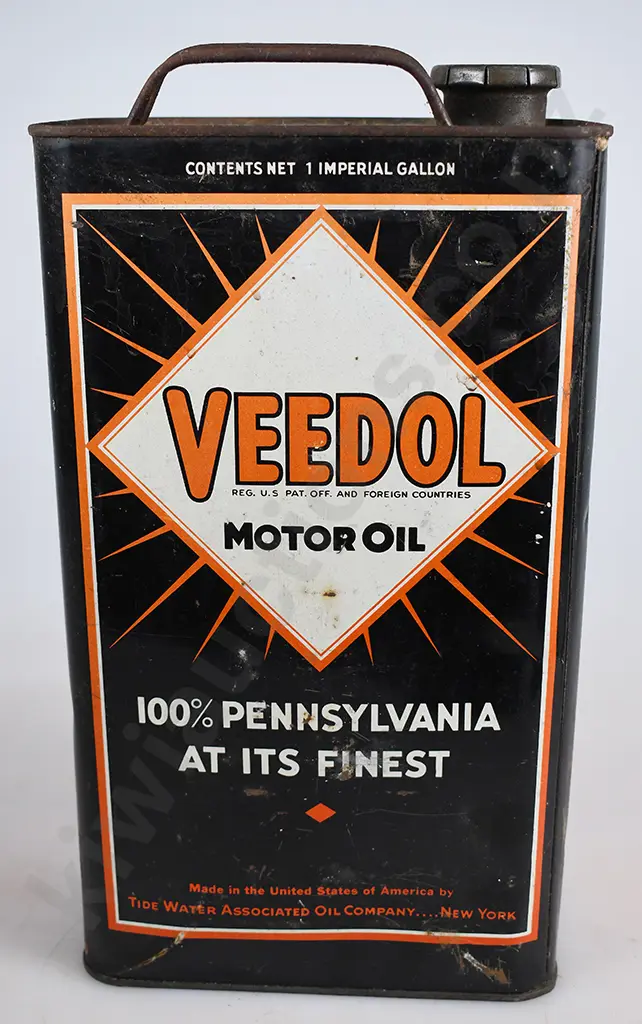 CONTENTS NET 1 IMPERIAL GALLON
VEEDOL
REG. U.S PAT. OFF. AND FOREIGN COUNTRIES
MOTOR OIL
100% PENNSYLVANIA
AT ITS FINEST
Made in the United States of America by
TIDE WATER ASSOCIATED OIL COMPANY....NEW YORK